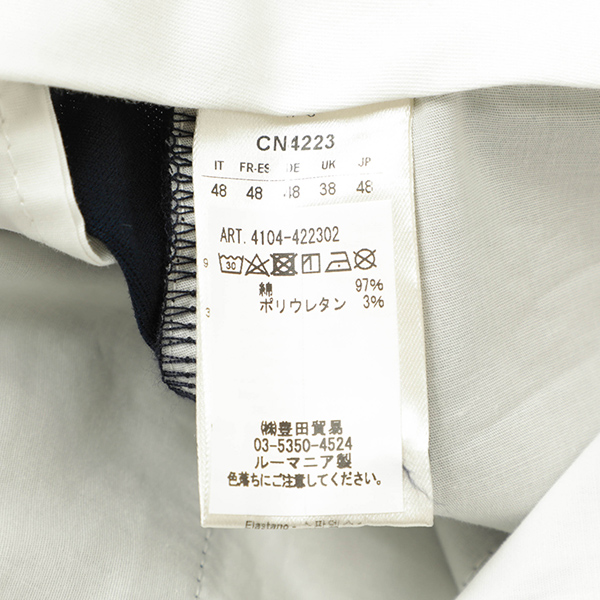 CN4223
IT FR-ES DE UK JP
48 48 48 38 48
ART. 4104-422302
30
綿 97%
ポリウレタン 3%
㈱豊田貿易
03-5350-4524
ルーマニア製
色落ちにご注意してください。